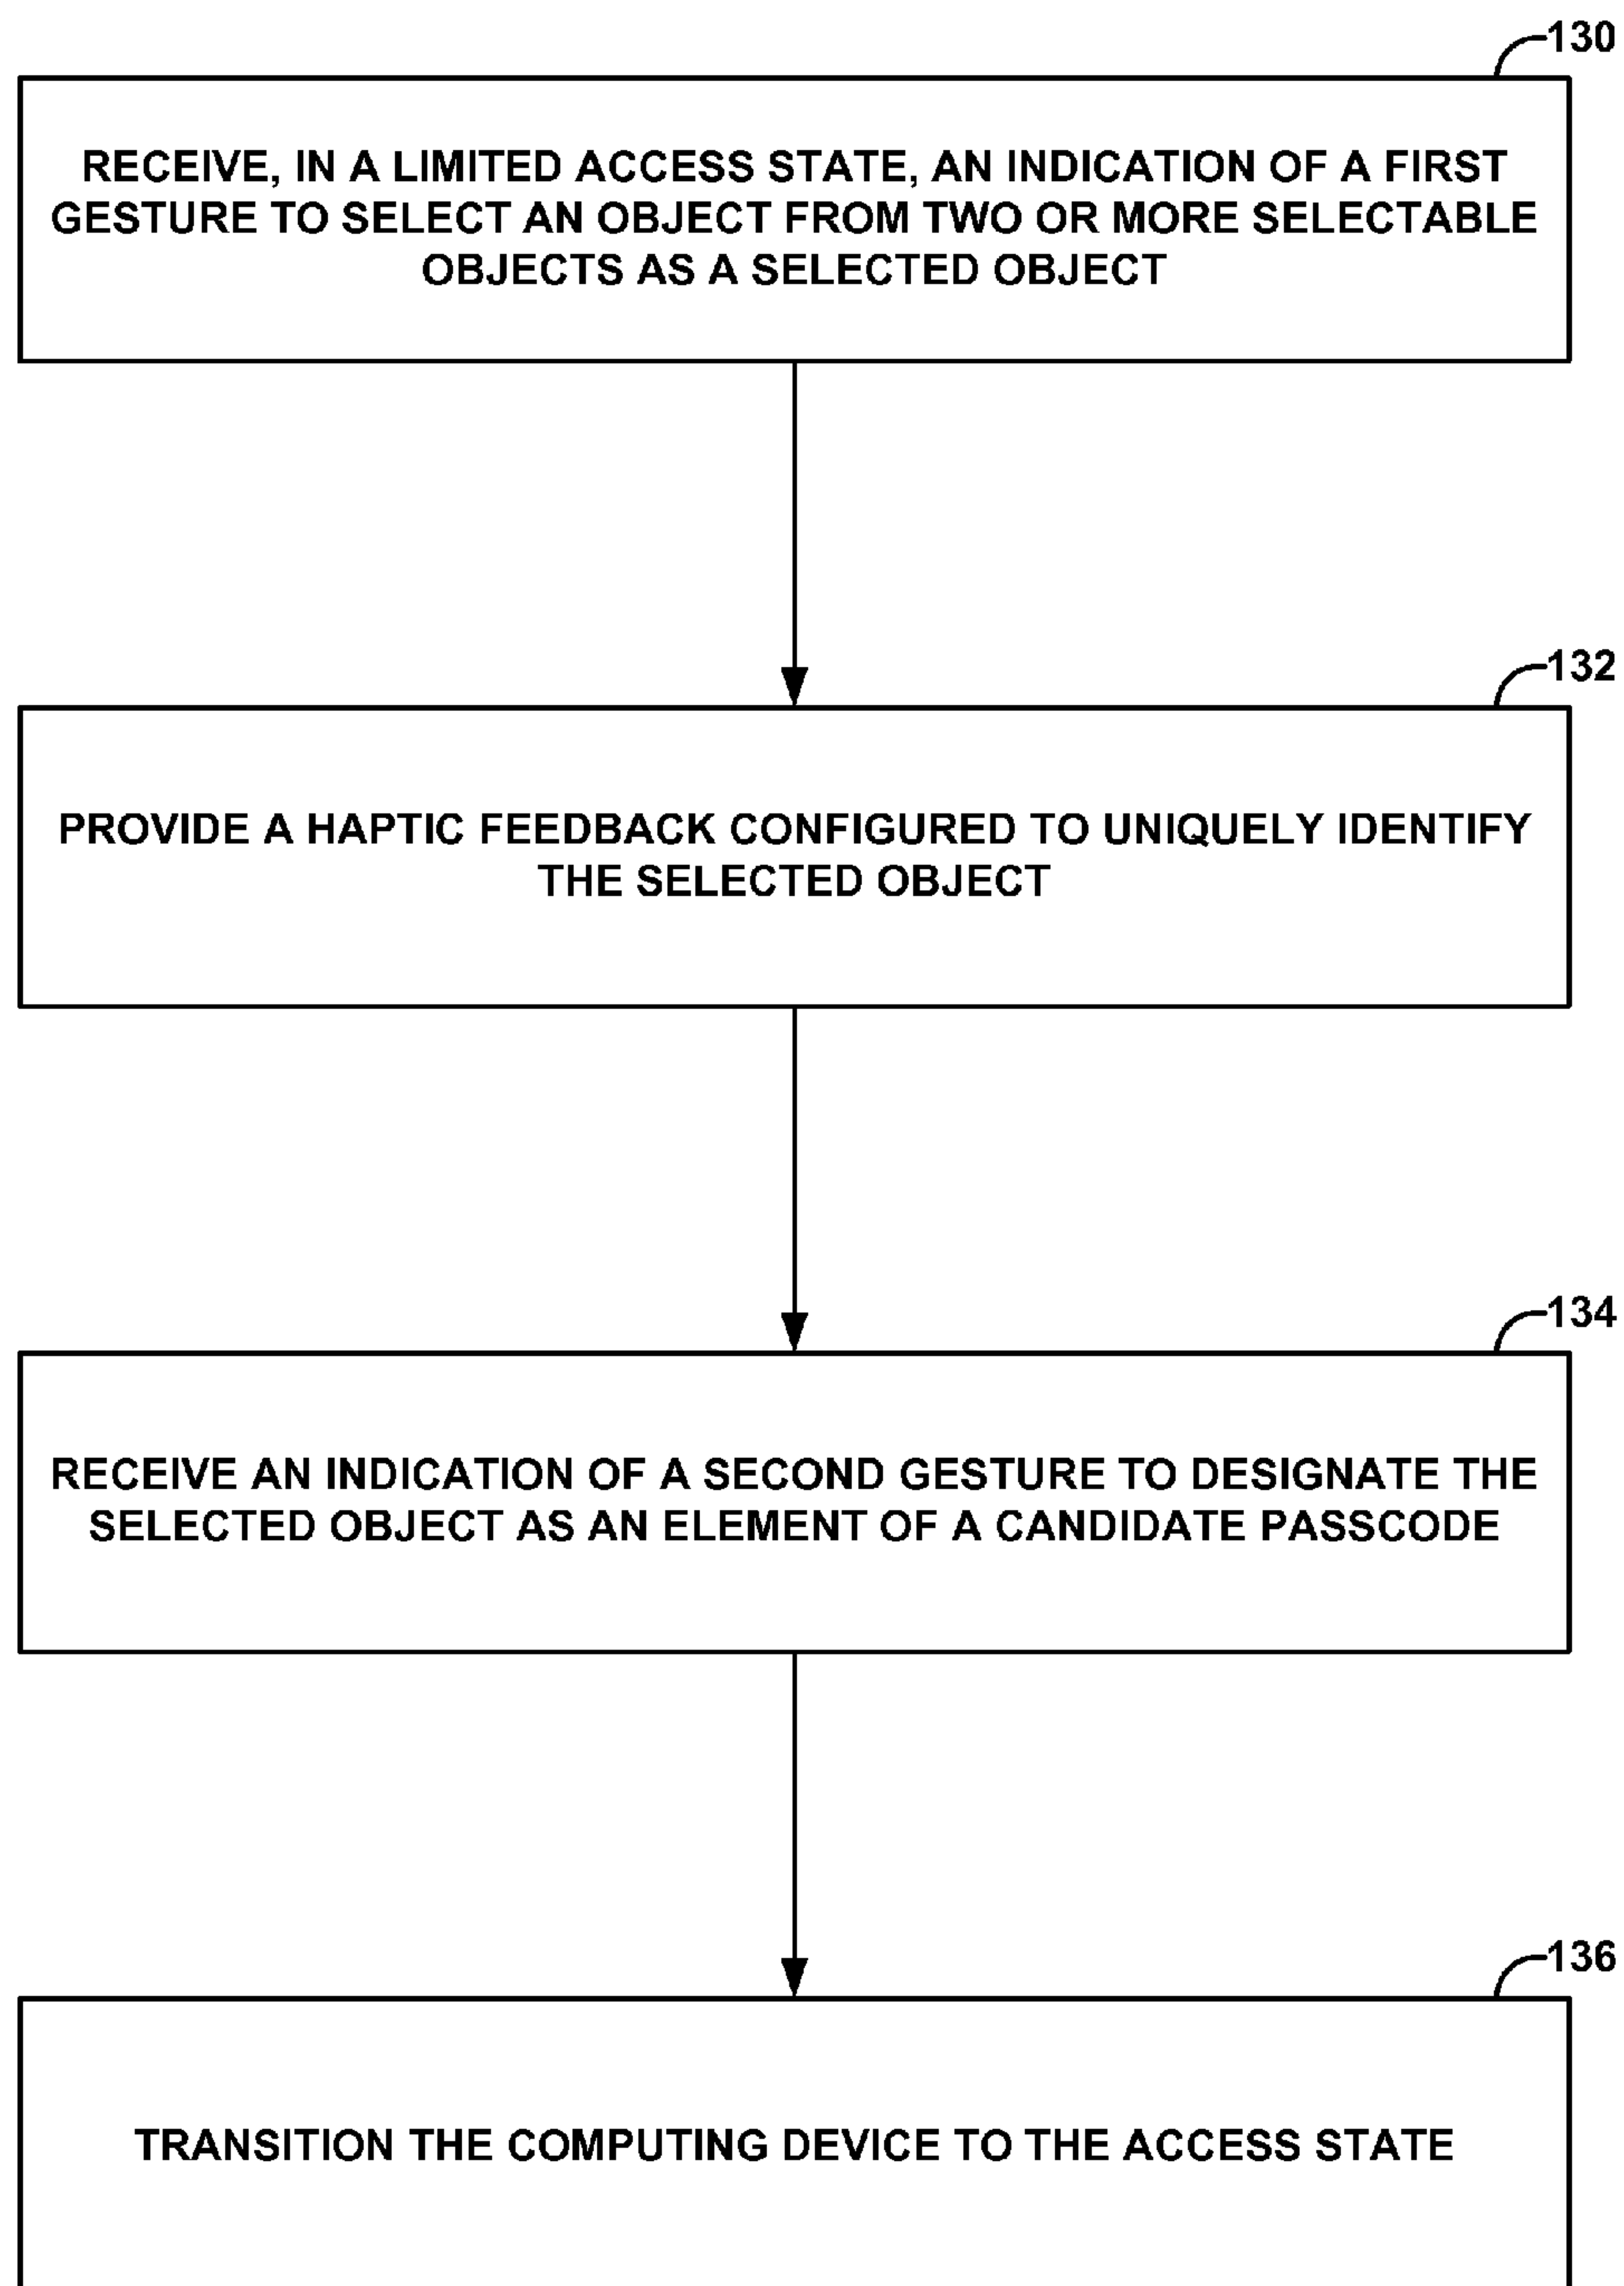 130
RECEIVE, IN A LIMITED ACCESS STATE, AN INDICATION OF A FIRST
GESTURE TO SELECT AN OBJECT FROM TWO OR MORE SELECTABLE
OBJECTS AS A SELECTED OBJECT
132
PROVIDE A HAPTIC FEEDBACK CONFIGURED TO UNIQUELY IDENTIFY
THE SELECTED OBJECT
134
RECEIVE AN INDICATION OF A SECOND GESTURE TO DESIGNATE THE
SELECTED OBJECT AS AN ELEMENT OF A CANDIDATE PASSCODE
136
TRANSITION THE COMPUTING DEVICE TO THE ACCESS STATE